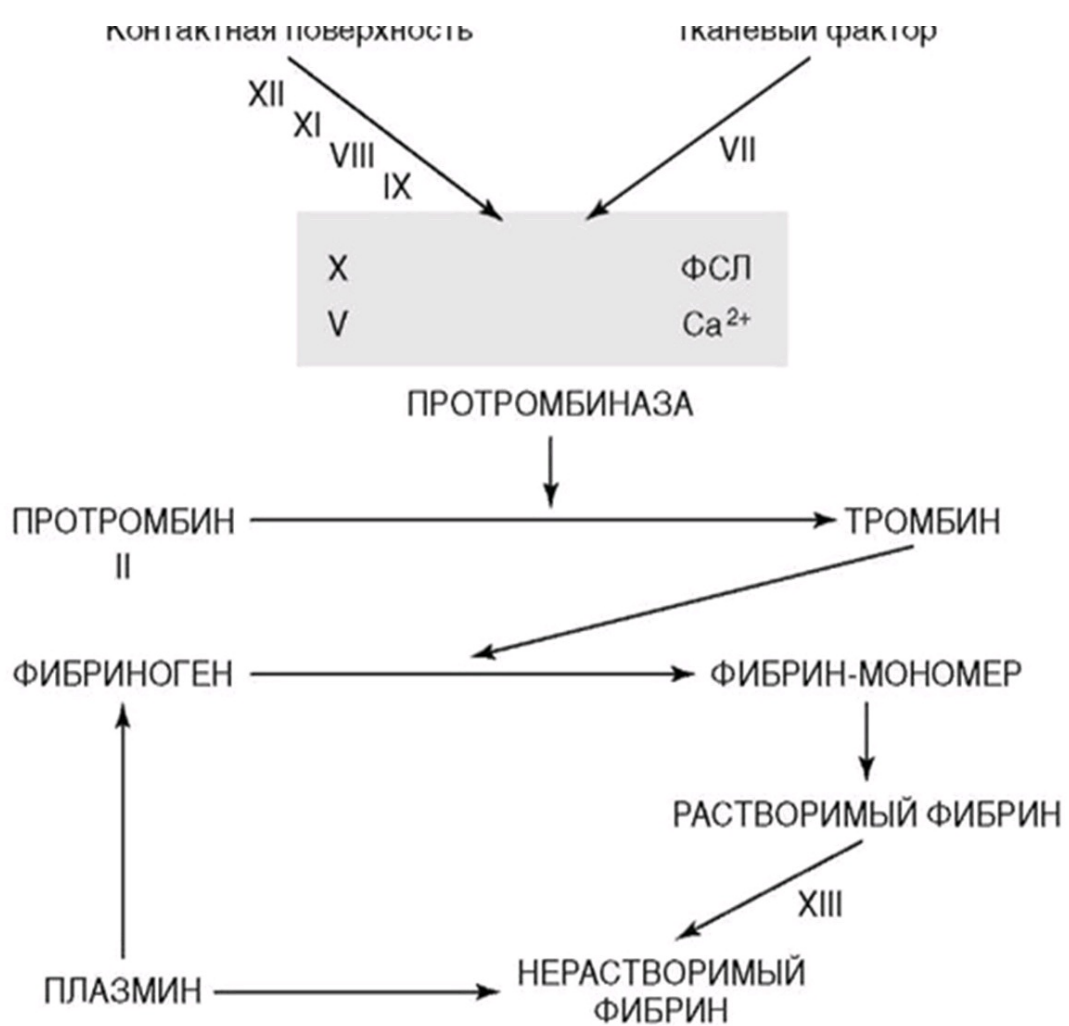 Контактная поверхность
Тканевый фактор
XII
XI
VIII
IX
VII
X
ФСЛ
V
Ca2+
ПРОТРОМБИНАЗА
ПРОТРОМБИН
ТРОМБИН
II
ФИБРИНОГЕН
ФИБРИН-МОНОМЕР
РАСТВОРИМЫЙ ФИБРИН
XIII
ПЛАЗМИН
НЕРАСТВОРИМЫЙ
ФИБРИН